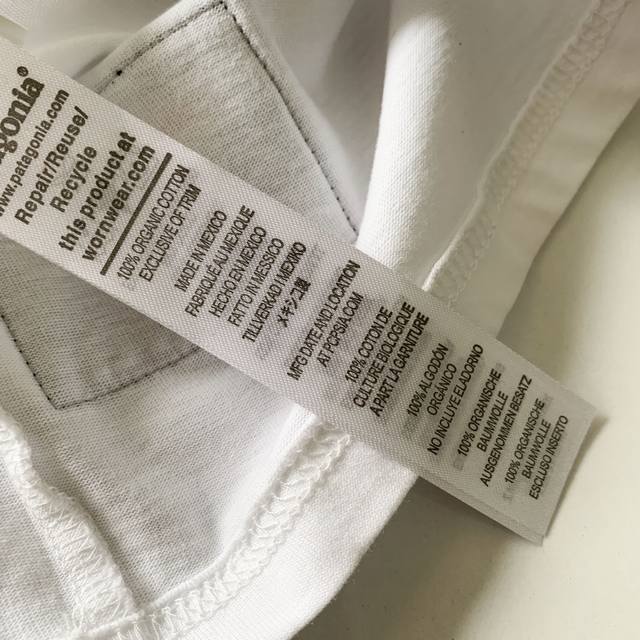 www.patagonia.com
Repair/Reuse/
Recycle
this product at
wornwear.com
100% ORGANIC COTTON
EXCLUSIVE OF TRIM
MADE IN MEXICO
FABRIQUÉ AU MEXIQUE
HECHO EN MÉXICO
FATTO IN MESSICO
TILLVERKAD I MEXIKO
メキシコ製
MFG DATE AND LOCATION
AT PCPSIA.COM
100% COTON DE
CULTURE BIOLOGIQUE
À PART LA GARNITURE
100% ALGODÓN
ORGÁNICO
NO INCLUYE EL ADORNO
100% ORGANISCHE
BAUMWOLLE
AUSGENOMMEN BESATZ
100% ORGANISCHE
BAUMWOLLE
ESCLUSO INSERTO